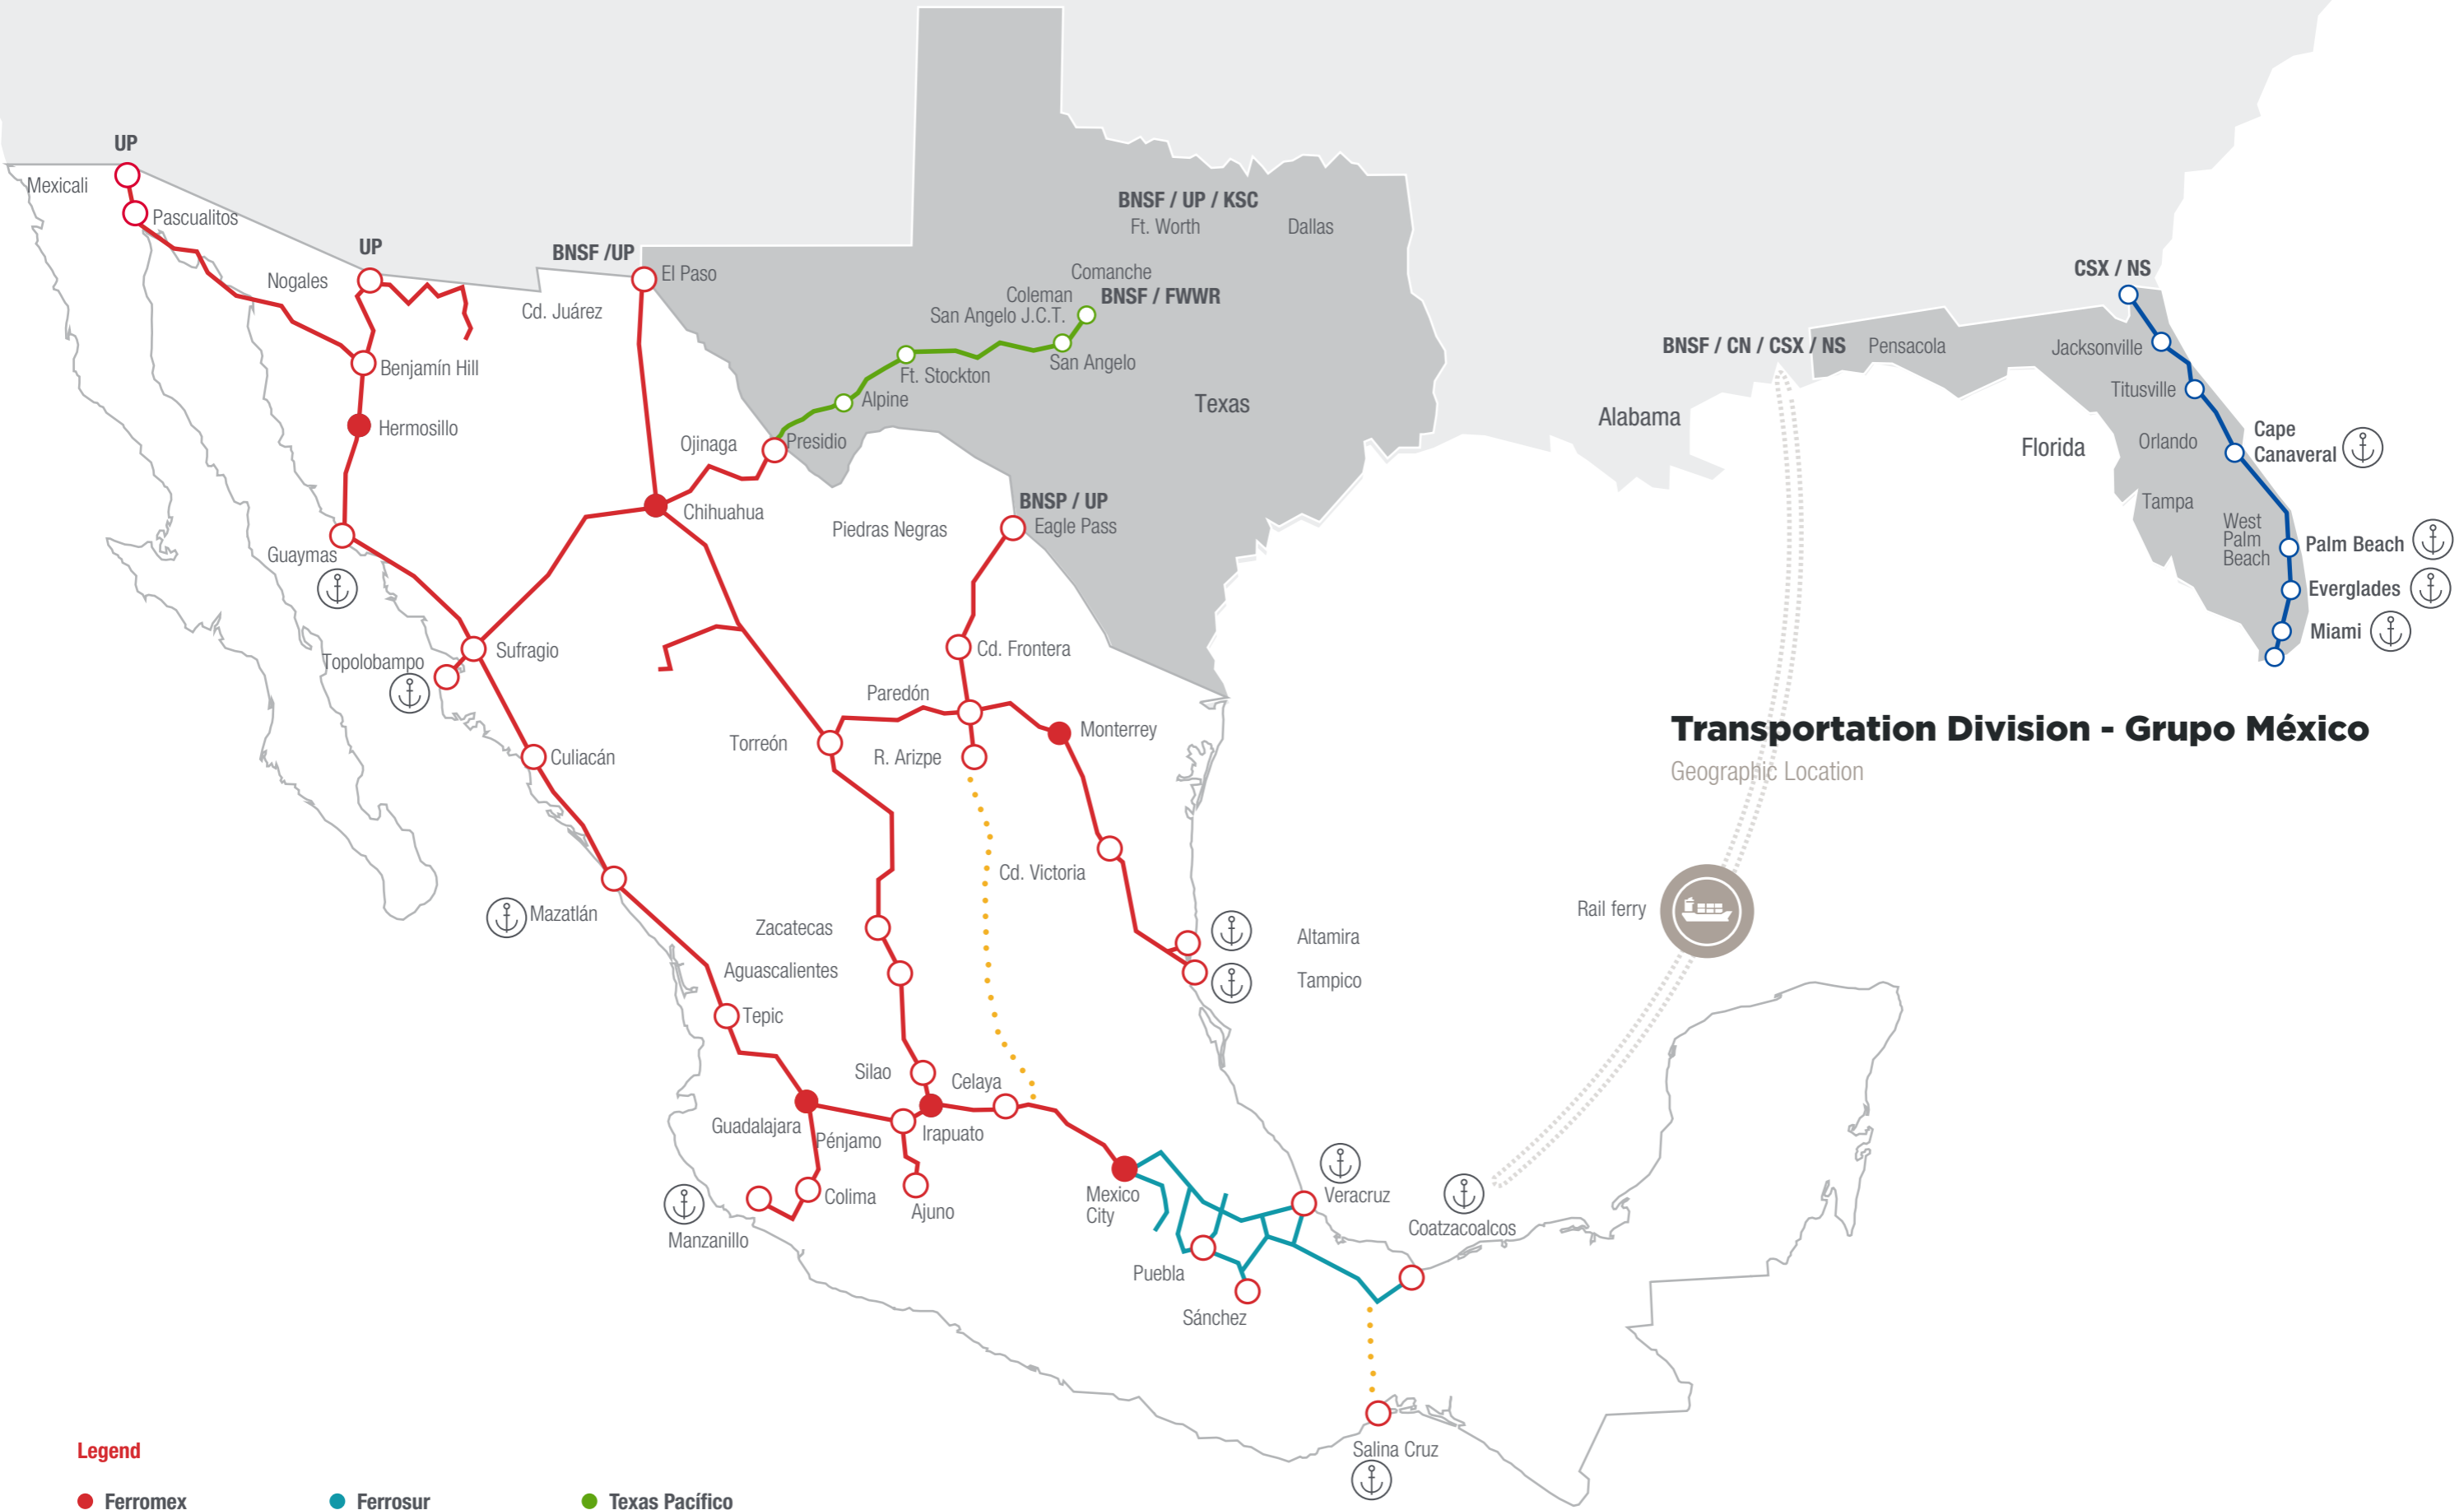 UP
Mexicali
Pascualitos
UP
Nogales
BNSF /UP
El Paso
Cd. Juárez
Benjamín Hill
Hermosillo
Guaymas
BNSF / UP / KSC
Ft. Worth
Dallas
Comanche
Coleman
BNSF / FWWR
San Angelo J.C.T.
San Angelo
Ft. Stockton
Alpine
Texas
Ojinaga
Presidio
Chihuahua
BNSP / UP
Piedras Negras
Eagle Pass
Sufragio
Topolobampo
Cd. Frontera
Paredón
Monterrey
Torreón
R. Arizpe
Culiacán
Cd. Victoria
Mazatlán
Zacatecas
Aguascalientes
Altamira
Tampico
Tepic
Silao
Celaya
Guadalajara
Pénjamo
Irapuato
Colima
Ajuno
Manzanillo
Mexico
City
Veracruz
Coatzacoalcos
Puebla
Sánchez
Salina Cruz
CSX / NS
BNSF / CN / CSX / NS
Pensacola
Jacksonville
Titusville
Alabama
Florida
Orlando
Cape
Canaveral
Tampa
West
Palm
Beach
Palm Beach
Everglades
Miami
Transportation Division - Grupo México
Geographic Location
Rail ferry
Legend
Ferromex
Ferrosur
Texas Pacífico